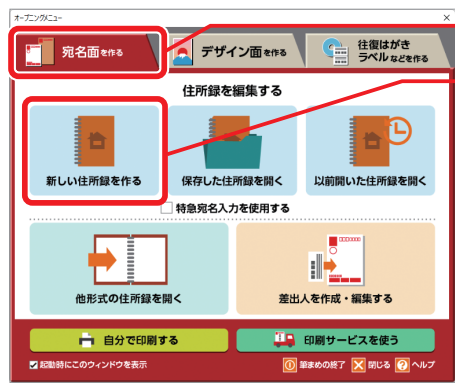 オープニングメニュー
宛名面を作る
デザイン面を作る
往復はがき
ラベルなどを作る
住所録を編集する
新しい住所録を作る
保存した住所録を開く
以前開いた住所録を開く
特急宛名入力を使用する
他形式の住所録を開く
差出人を作成・編集する
自分で印刷する
印刷サービスを使う
起動時にこのウィンドウを表示
筆まめの終了
閉じる
ヘルプ